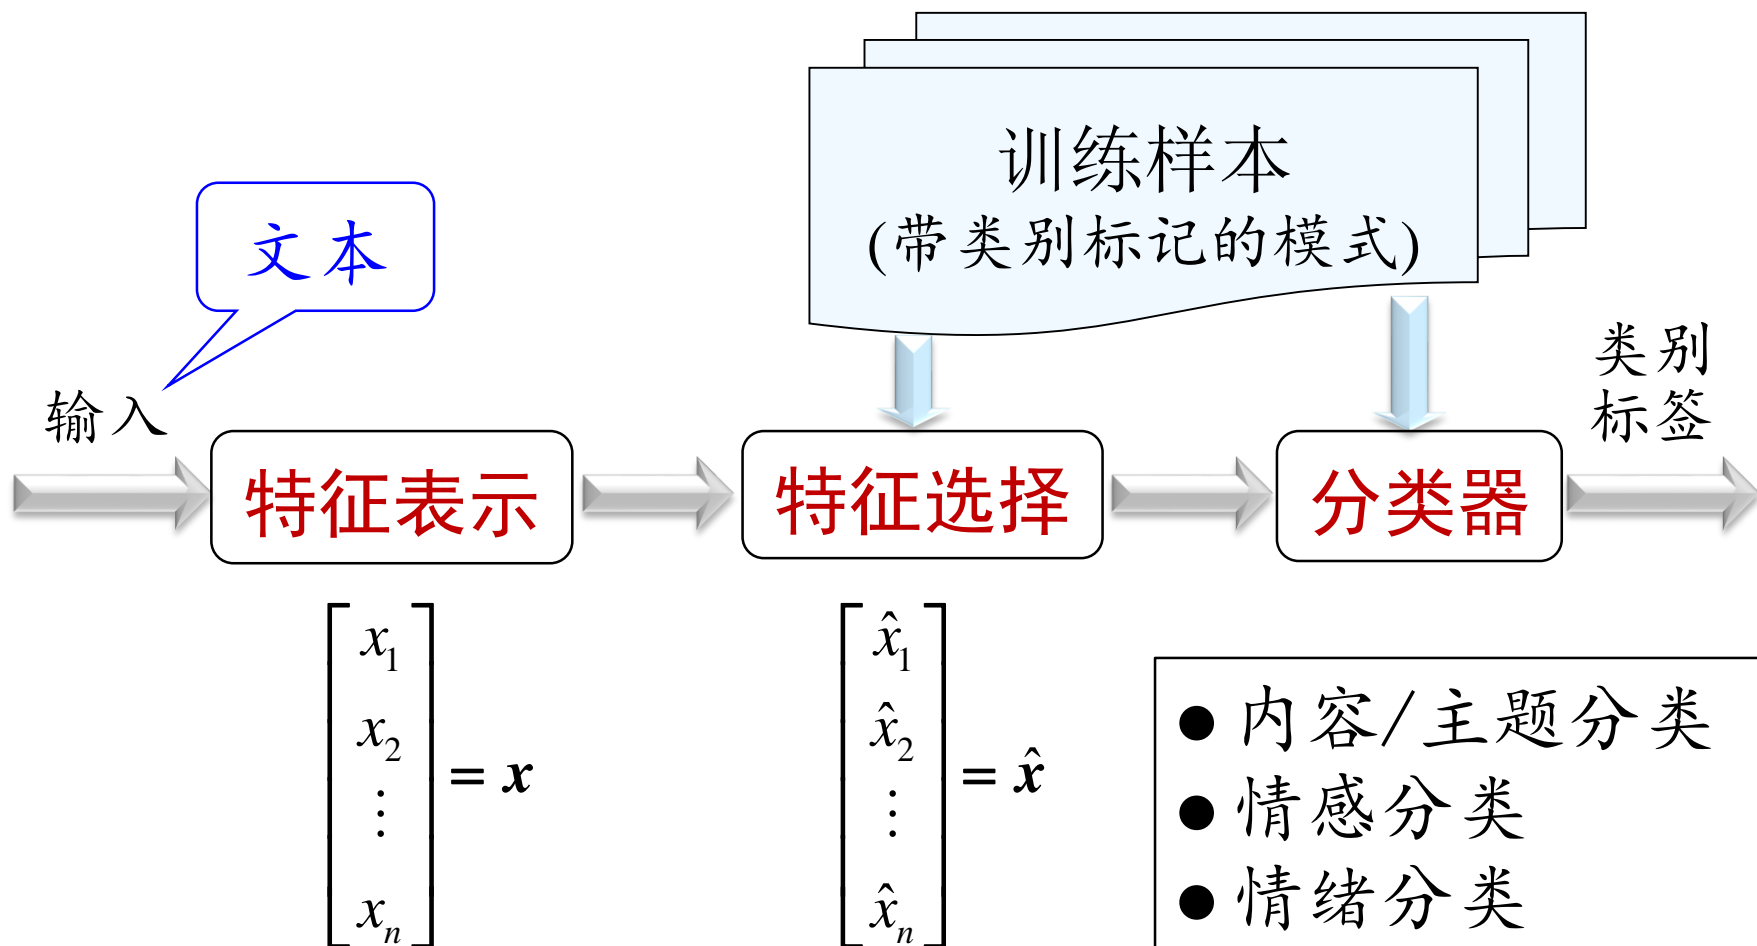 训练样本
(带类别标记的模式)
文本
输入
类别
标签
特征表示
特征选择
分类器
x₁
x₂
⋮
xₙ
= x
x̂₁
x̂₂
⋮
x̂ₙ
= x̂
● 内容/主题分类
● 情感分类
● 情绪分类